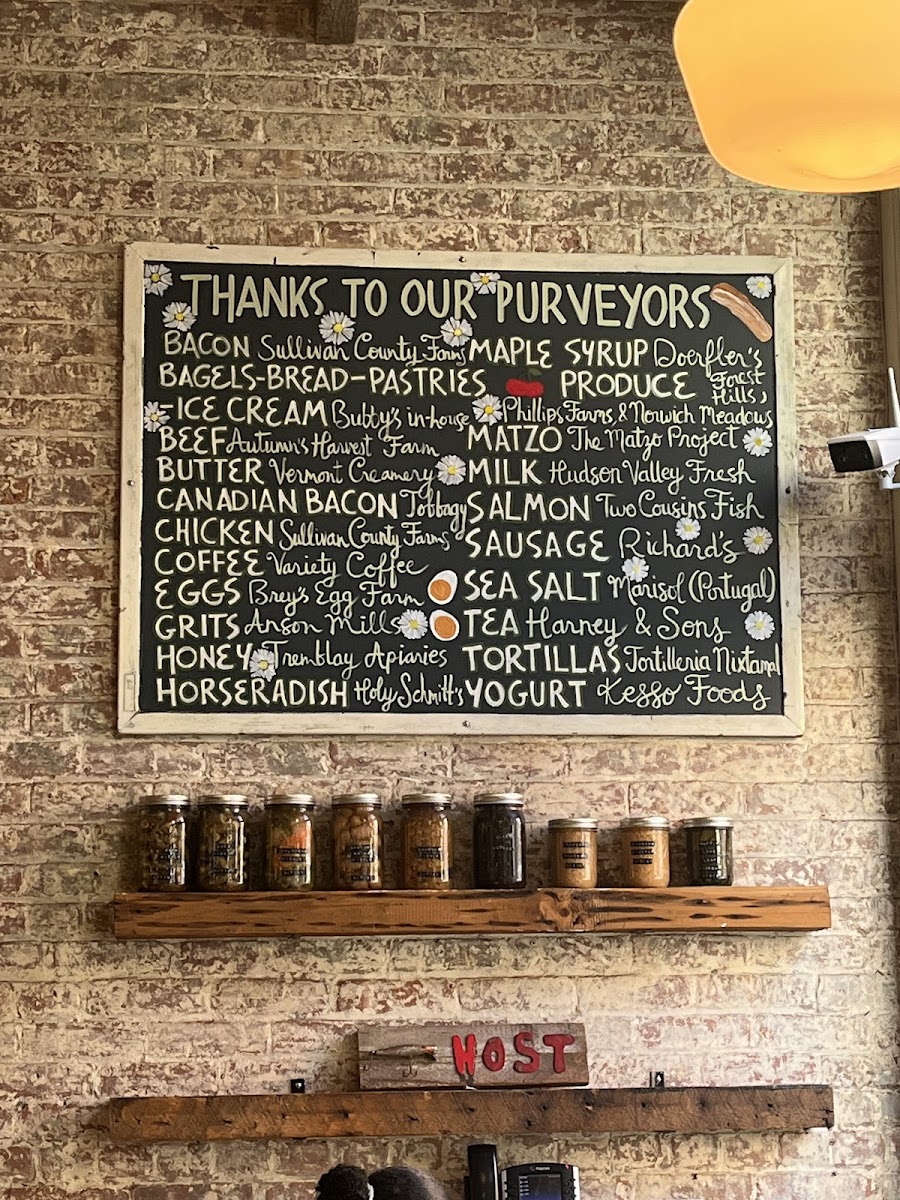 THANKS TO OUR PURVEYORS
BACON Sullivan County Farms
BAGELS-BREAD-PASTRIES
-ICE CREAM Bubby's in-house
BEEF Autumn's Harvest Farm
BUTTER Vermont Creamery
CANADIAN BACON Tobbagy
CHICKEN Sullivan County Farms
COFFEE Variety Coffee
EGGS Brey's Egg Farm
GRITS Anson Mills
HONEY Tremblay Apiaries
HORSERADISH Holy Schmitt's
MAPLE SYRUP Doerfler's
PRODUCE Forest Hills,
Phillips Farms, & Norwich Meadows
MATZO The Matzo Project
MILK Hudson Valley Fresh
SALMON Two Cousins Fish
SAUSAGE Richard's
SEA SALT Marisol (Portugal)
TEA Harney & Sons
TORTILLAS Tortilleria Nixtamal
YOGURT Kesso Foods
HOST